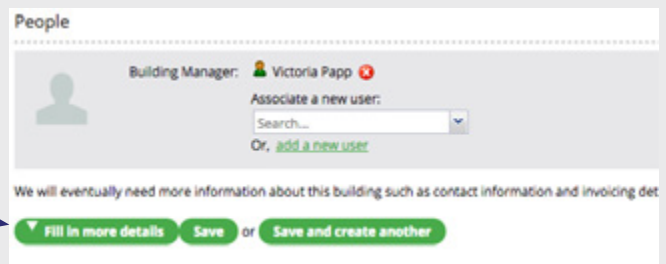 People
Building Manager: Victoria Papp
Associate a new user:
Search...
Or, add a new user
We will eventually need more information about this building such as contact information and invoicing det
Fill in more details Save or Save and create another